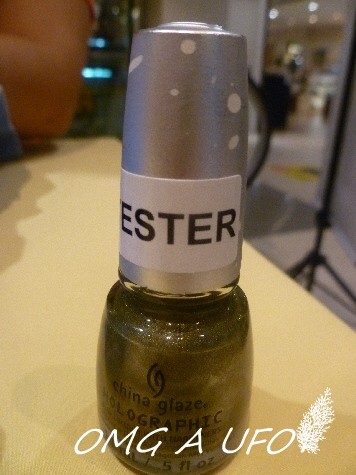 ESTER
china glaze.
HOLOGRAPHIC
OMG A UFO
.5 fl oz